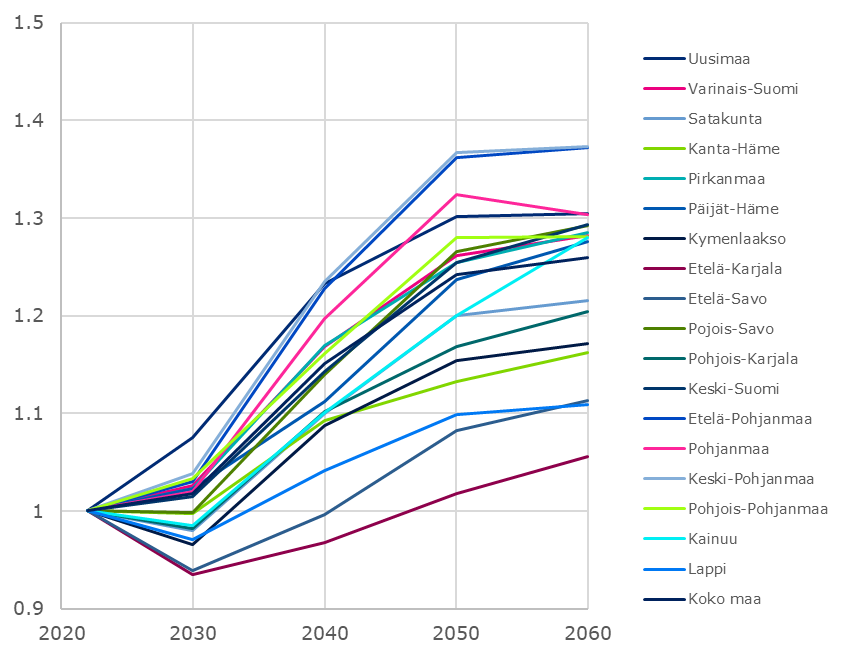 1.5
1.4
1.3
1.2
1.1
1
0.9
2020 2030 2040 2050 2060
Uusimaa
Varinais-Suomi
Satakunta
Kanta-Häme
Pirkanmaa
Päijät-Häme
Kymenlaakso
Etelä-Karjala
Etelä-Savo
Pojois-Savo
Pohjois-Karjala
Keski-Suomi
Etelä-Pohjanmaa
Pohjanmaa
Keski-Pohjanmaa
Pohjois-Pohjanmaa
Kainuu
Lappi
Koko maa